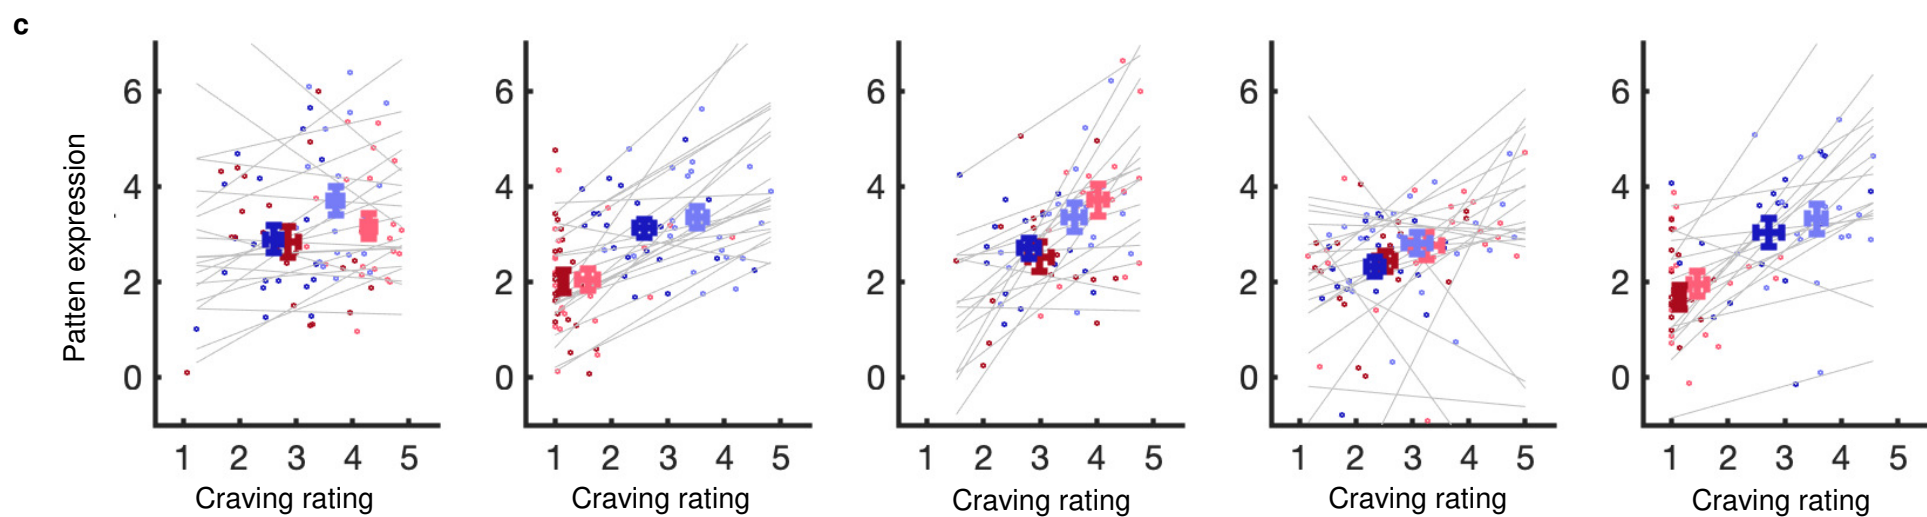 c
Patten expression
6 6 6 6 6
4 4 4 4 4
2 2 2 2 2
0 0 0 0 0
1 2 3 4 5 1 2 3 4 5 1 2 3 4 5 1 2 3 4 5 1 2 3 4 5
Craving rating Craving rating Craving rating Craving rating Craving rating